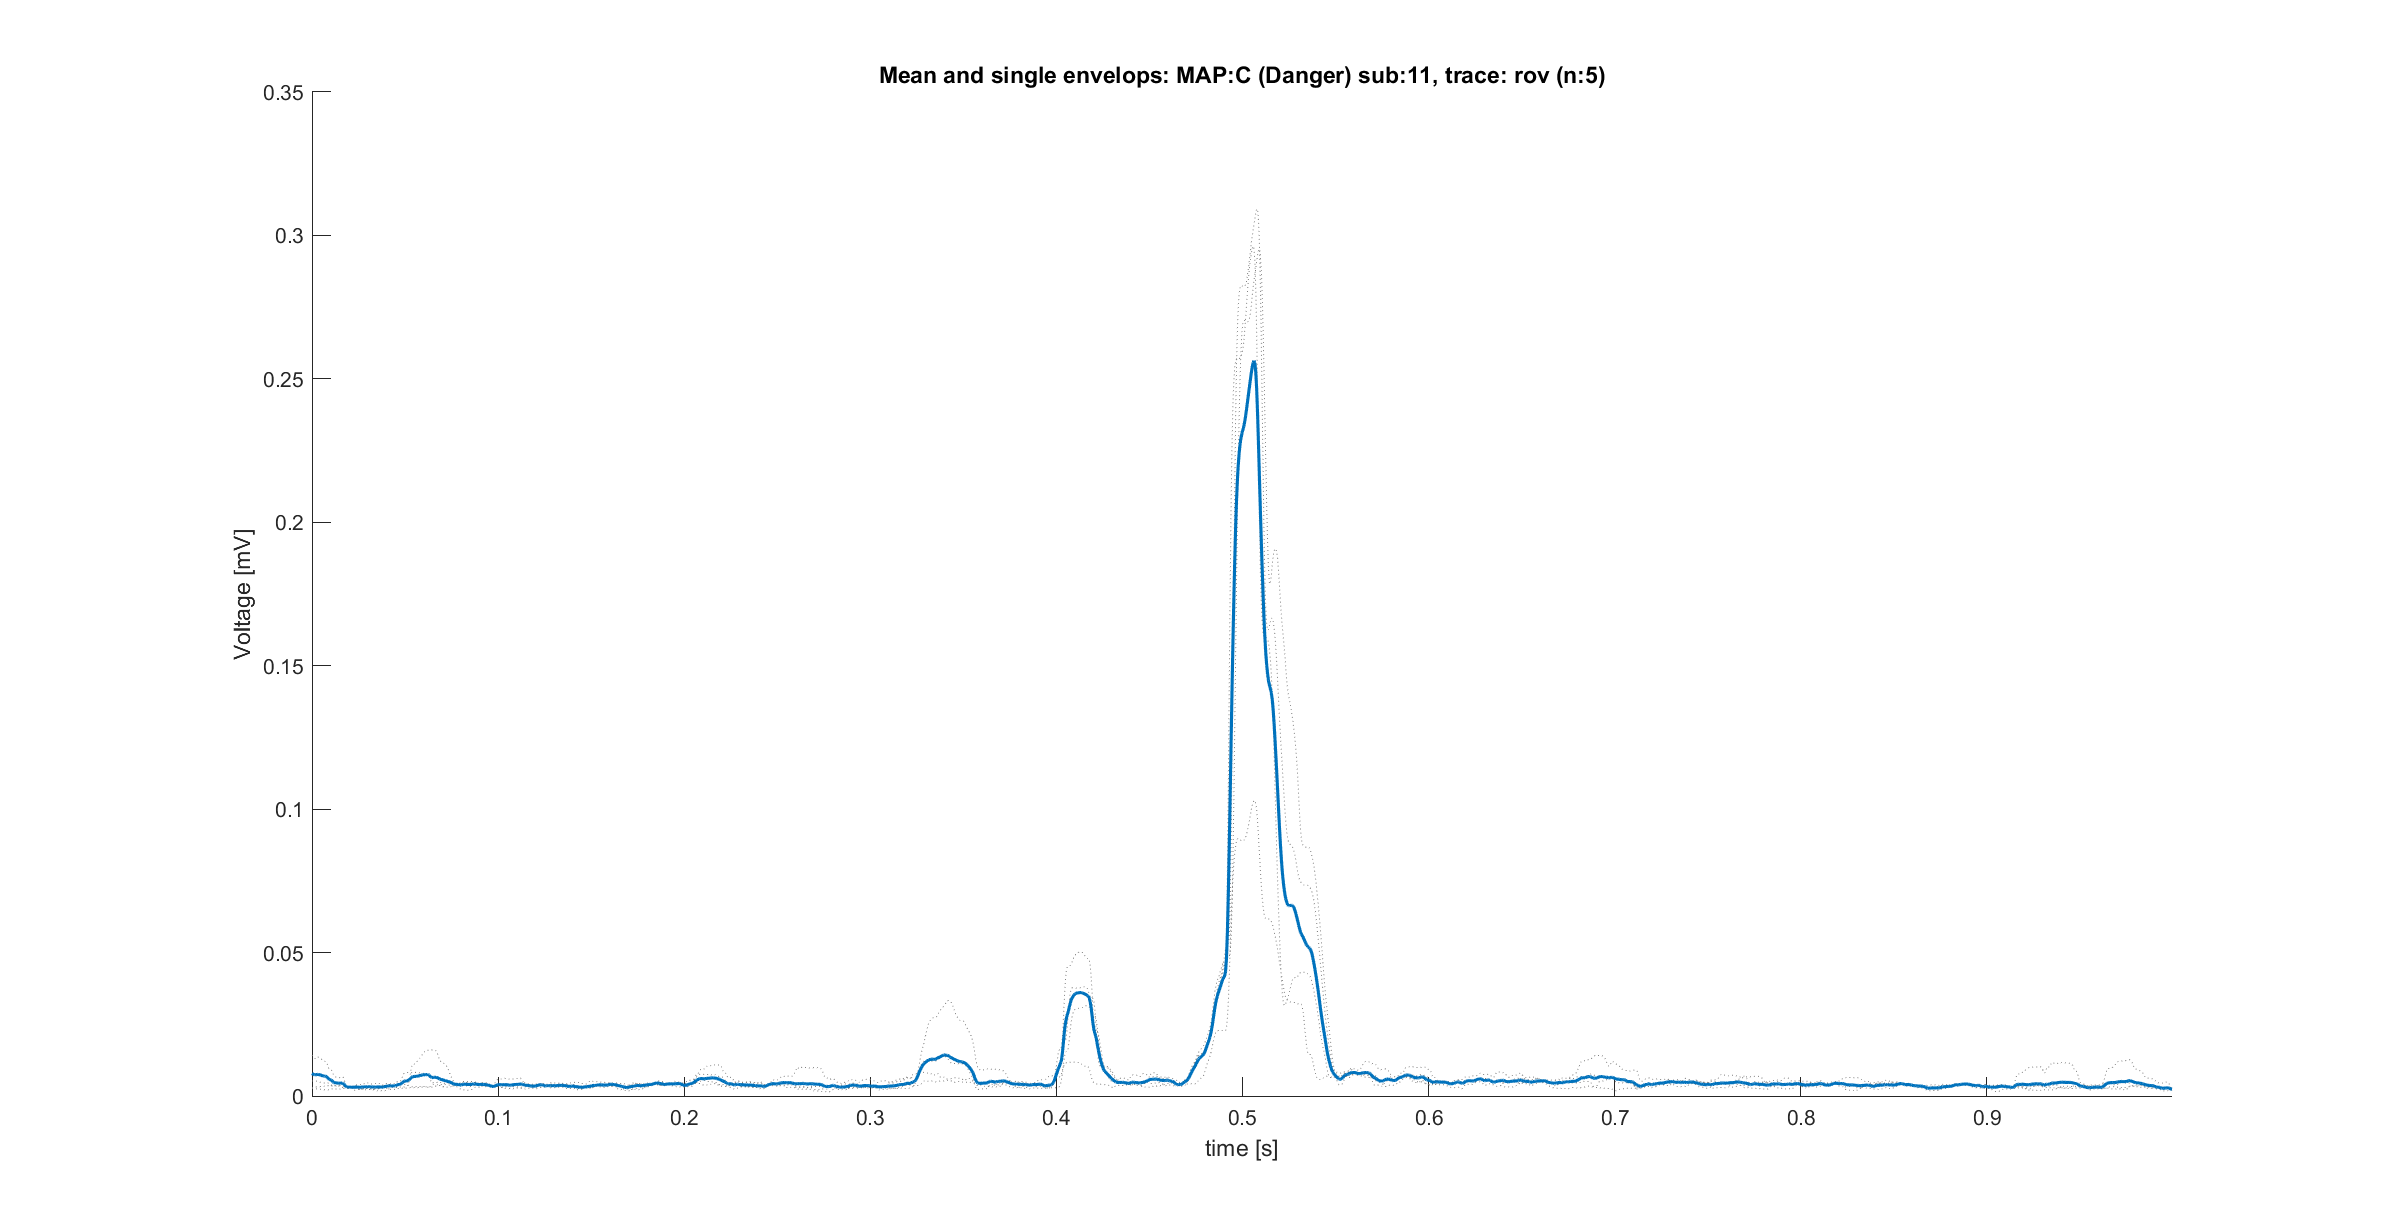 Mean and single envelops: MAP:C (Danger) sub:11, trace: rov (n:5)
0.35
0.3
0.25
0.2
0.15
0.1
0.05
0
Voltage [mV]
0 0.1 0.2 0.3 0.4 0.5 0.6 0.7 0.8 0.9
time [s]